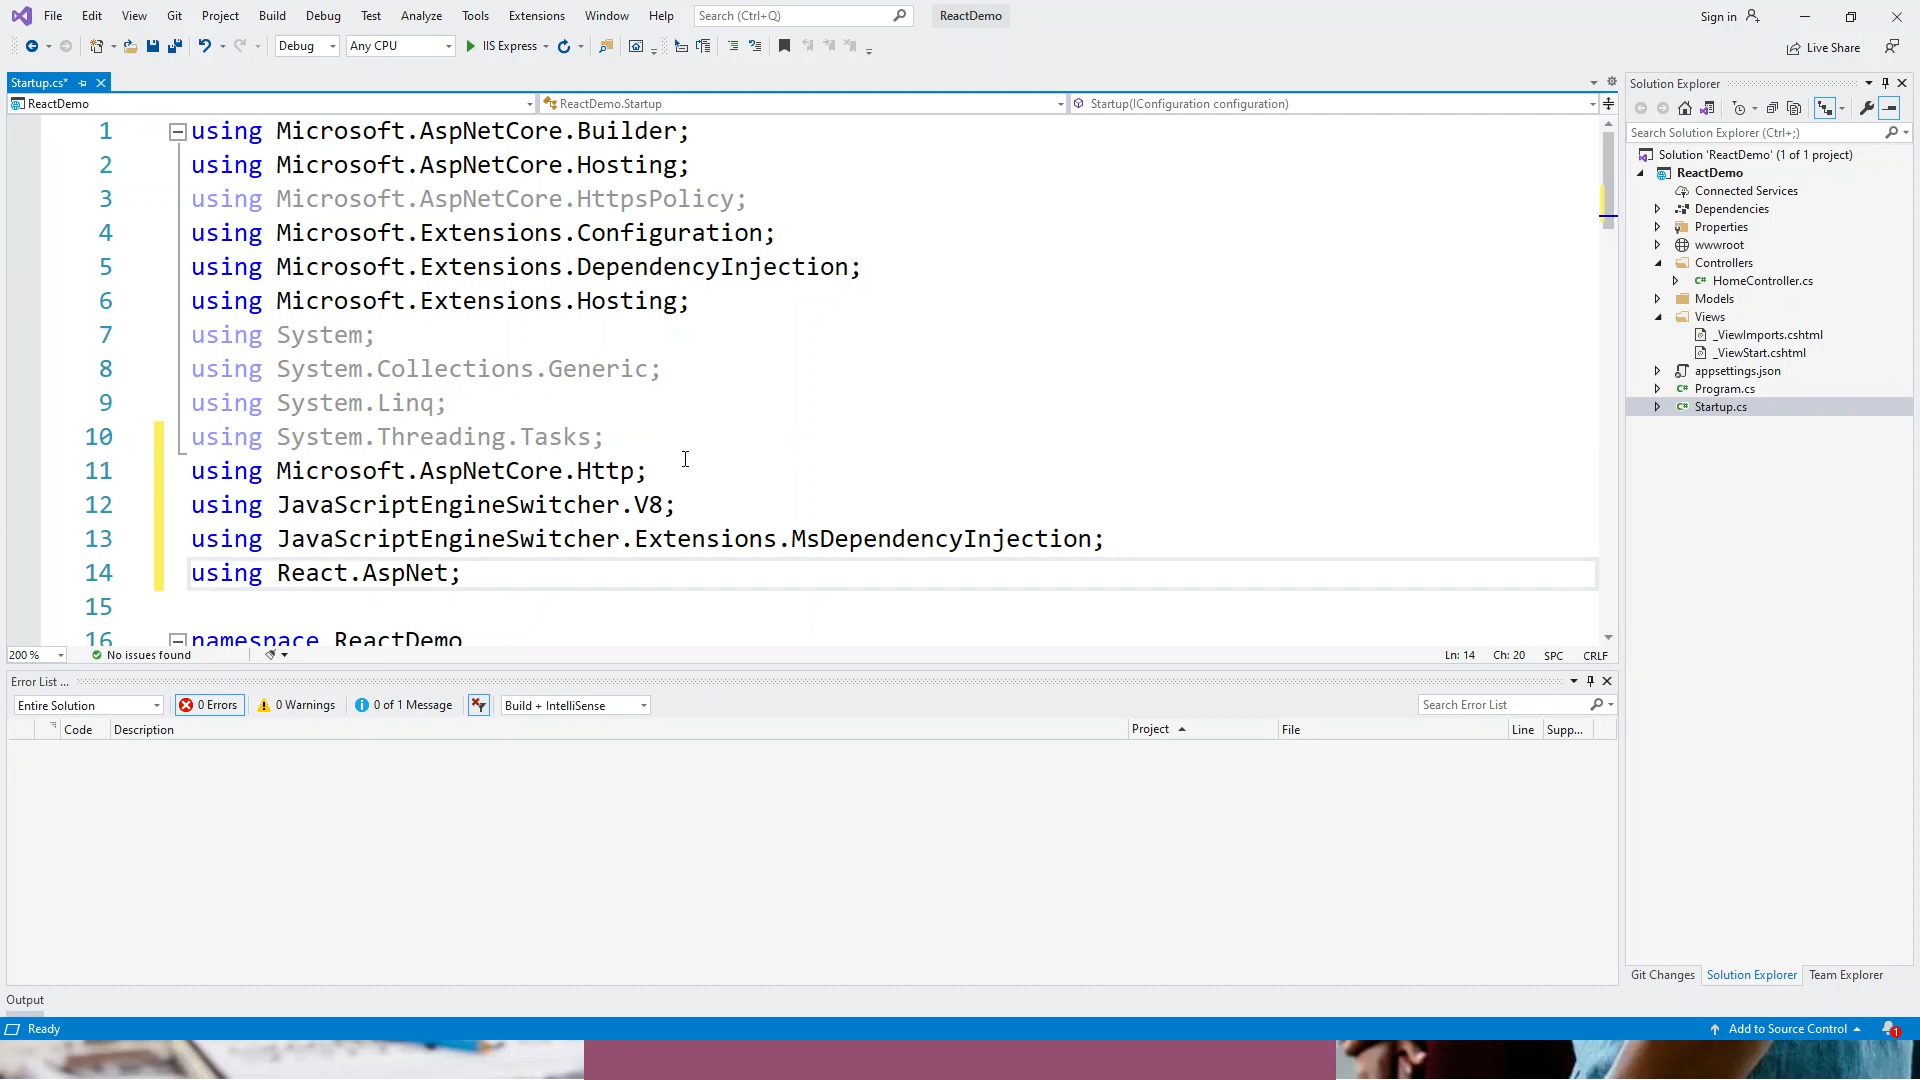 File Edit View Git Project Build Debug Test Analyze Tools Extensions Window Help Search (Ctrl+Q) ReactDemo Sign in
Debug Any CPU IIS Express Live Share
Startup.cs*
ReactDemo ReactDemo.Startup Startup(IConfiguration configuration)
1 using Microsoft.AspNetCore.Builder;
2 using Microsoft.AspNetCore.Hosting;
3 using Microsoft.AspNetCore.HttpsPolicy;
4 using Microsoft.Extensions.Configuration;
5 using Microsoft.Extensions.DependencyInjection;
6 using Microsoft.Extensions.Hosting;
7 using System;
8 using System.Collections.Generic;
9 using System.Linq;
10 using System.Threading.Tasks;
11 using Microsoft.AspNetCore.Http;
12 using JavaScriptEngineSwitcher.V8;
13 using JavaScriptEngineSwitcher.Extensions.MsDependencyInjection;
14 using React.AspNet;
15
16 namespace ReactDemo
200 % No issues found Ln: 14 Ch: 20 SPC CRLF
Error List ...
Entire Solution 0 Errors 0 Warnings 0 of 1 Message Build + IntelliSense Search Error List
Code Description Project File Line Supp...
Output
Ready Add to Source Control 1
Solution Explorer
Search Solution Explorer (Ctrl+;)
Solution 'ReactDemo' (1 of 1 project)
ReactDemo
Connected Services
Dependencies
Properties
wwwroot
Controllers
C# HomeController.cs
Models
Views
_ViewImports.cshtml
_ViewStart.cshtml
appsettings.json
C# Program.cs
C# Startup.cs
Git Changes Solution Explorer Team Explorer